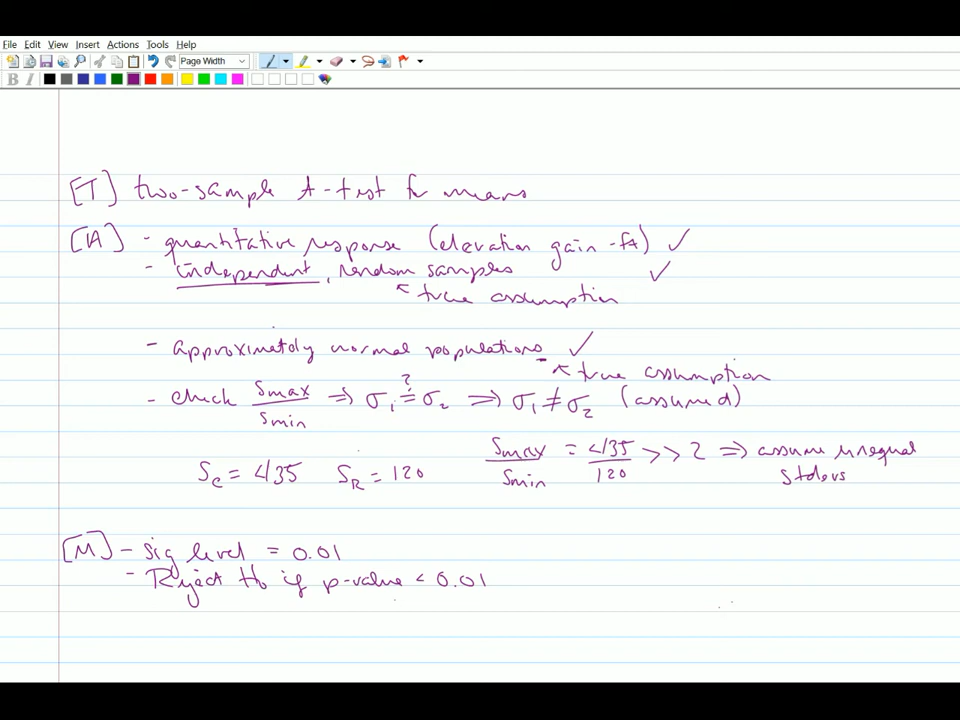 File Edit View Insert Actions Tools Help
Page Width
B I
[T] two-sample t-test for means
[A] - quantitative response (elevation gain -ft) ✓
- independent, random samples ✓
↖ true assumption
- approximately normal populations ✓
↖ true assumption
- check Smax/Smin ⇒ σ₁ ≟ σ₂ ⇒ σ₁ ≠ σ₂ (assumed)
Sc = 435 SR = 120 Smax/Smin = 435/120 >> 2 ⇒ assume unequal
stdevs
[M] - sig level = 0.01
- Reject H₀ if p-value < 0.01